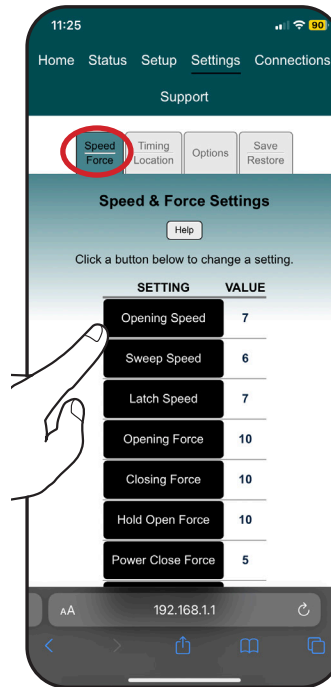 11:25
90
Home Status Setup Settings Connections
Support
Speed
Force
Timing
Location
Options
Save
Restore
Speed & Force Settings
Help
Click a button below to change a setting.
SETTING VALUE
Opening Speed 7
Sweep Speed 6
Latch Speed 7
Opening Force 10
Closing Force 10
Hold Open Force 10
Power Close Force 5
AA 192.168.1.1